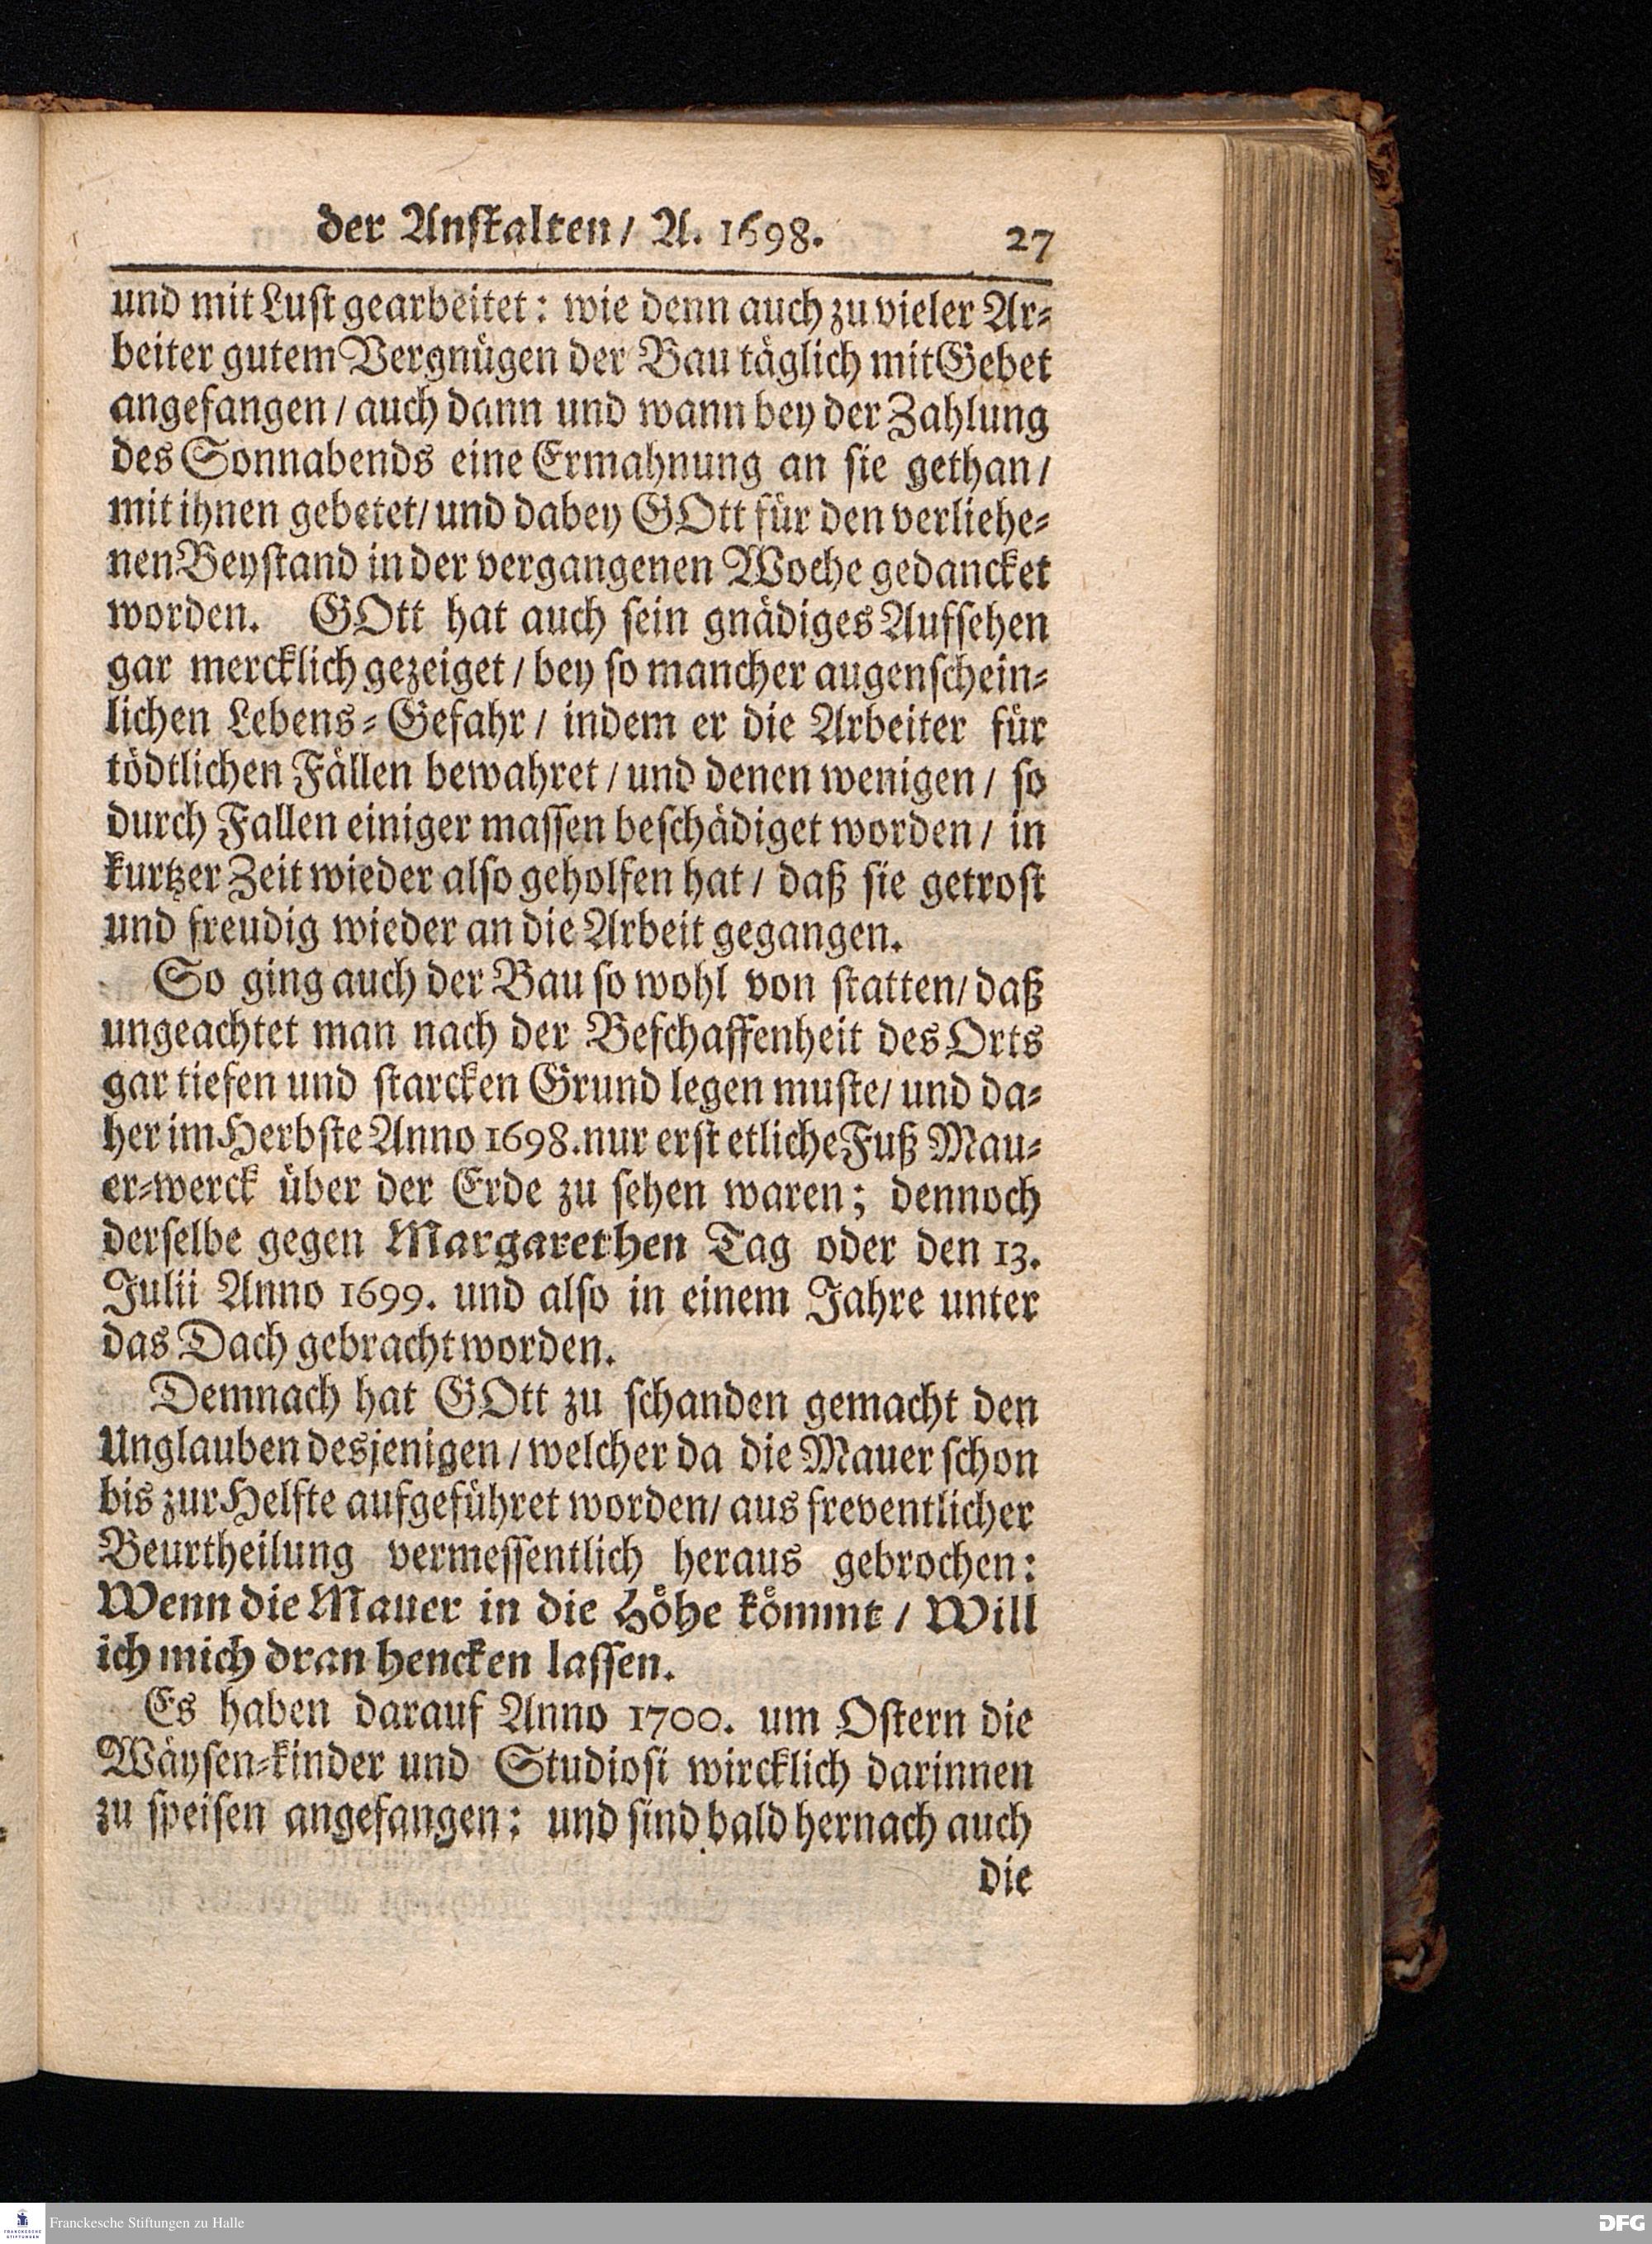 der Anstalten / A. 1698. 27
und mit Lust gearbeitet: wie denn auch zu vieler Ar-
beiter gutem Vergnügen der Bau täglich mit Gebet
angefangen / auch dann und wann bey der Zahlung
des Sonnabends eine Ermahnung an sie gethan /
mit ihnen gebetet / und dabey GOtt für den verliehe-
nen Beystand in der vergangenen Woche gedancket
worden. GOtt hat auch sein gnädiges Aufsehen
gar mercklich gezeiget / bey so mancher augenschein-
lichen Lebens-Gefahr / indem er die Arbeiter für
tödtlichen Fällen bewahret / und denen wenigen / so
durch Fallen einiger massen beschädiget worden / in
kurtzer Zeit wieder also geholfen hat / daß sie getrost
und freudig wieder an die Arbeit gegangen.
So ging auch der Bau so wohl von statten / daß
ungeachtet man nach der Beschaffenheit des Orts
gar tiefen und starcken Grund legen muste / und da-
her im Herbste Anno 1698. nur erst etliche Fuß Mau-
er-werck über der Erde zu sehen waren; dennoch
derselbe gegen Margarethen Tag oder den 13.
Julii Anno 1699. und also in einem Jahre unter
das Dach gebracht worden.
Demnach hat GOtt zu schanden gemacht den
Unglauben desjenigen / welcher da die Mauer schon
bis zur Helfte aufgeführet worden / aus freventlicher
Beurtheilung vermessentlich heraus gebrochen:
Wenn die Mauer in die Höhe kömmt / Will
ich mich dran hencken lassen.
Es haben darauf Anno 1700. um Ostern die
Wäysen-kinder und Studiosi wircklich darinnen
zu speisen angefangen: und sind bald hernach auch
die
FRANCKESCHE
STIFTUNGEN
Franckesche Stiftungen zu Halle
DFG